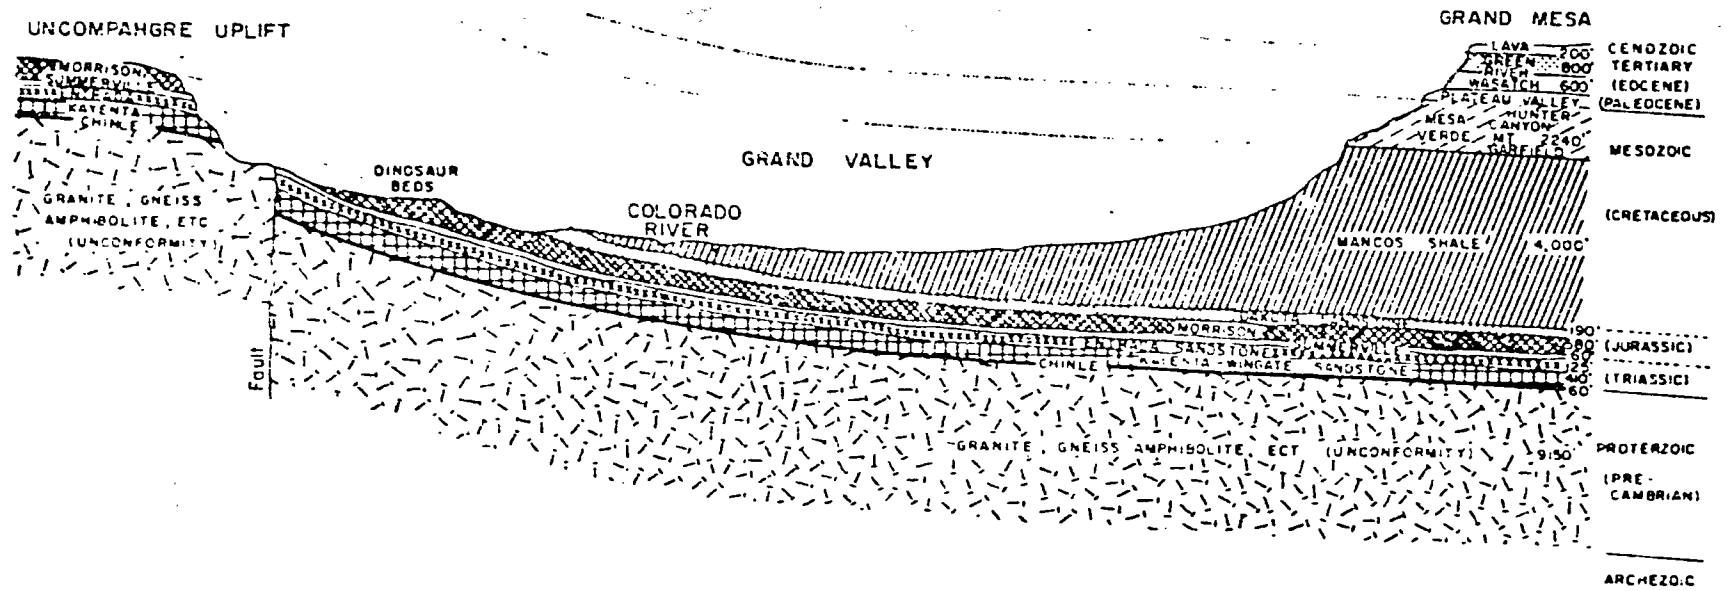 UNCOMPAHGRE UPLIFT
GRAND MESA
MORRISON
SUMMERVILLE
KAYENTA
CHINLE
GRANITE, GNEISS
AMPHIBOLITE, ETC
(UNCONFORMITY)
Fault
DINOSAUR
BEDS
COLORADO
RIVER
GRAND VALLEY
LAVA 200'
GREEN
RIVER 800'
WASATCH 600'
PLATEAU VALLEY
HUNTER
CANYON
MESA
VERDE MT
GARFIELD
2240'
MANCOS SHALE 4,000'
190'
MORRISON
SANDSTONE
KAYENTA-WINGATE SANDSTONE
CHINLE
60'
125'
410'
60'
GRANITE, GNEISS AMPHIBOLITE, ECT (UNCONFORMITY) 9150'
CENOZOIC
TERTIARY
(EOCENE)
(PALEOCENE)
MESOZOIC
(CRETACEOUS)
(JURASSIC)
(TRIASSIC)
PROTERZOIC
(PRE-
CAMBRIAN)
ARCHEZOIC